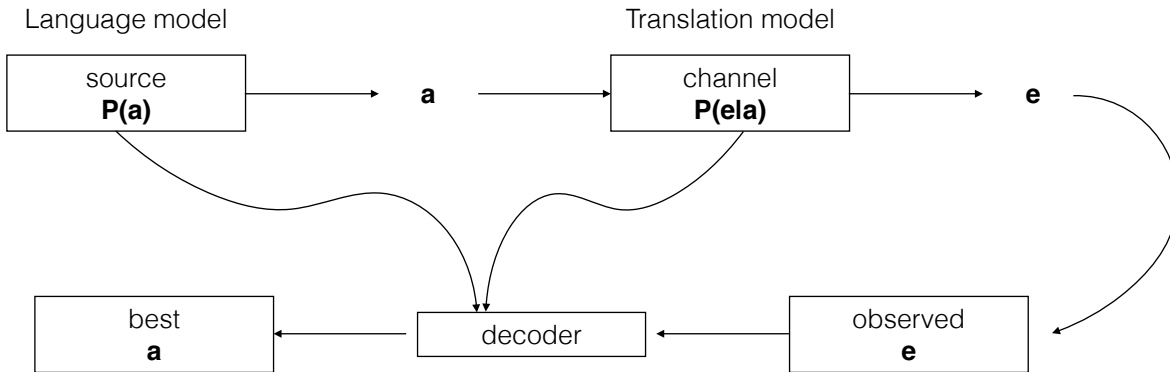 Language model
Translation model
source
P(a)
a
channel
P(e|a)
e
best
a
decoder
observed
e